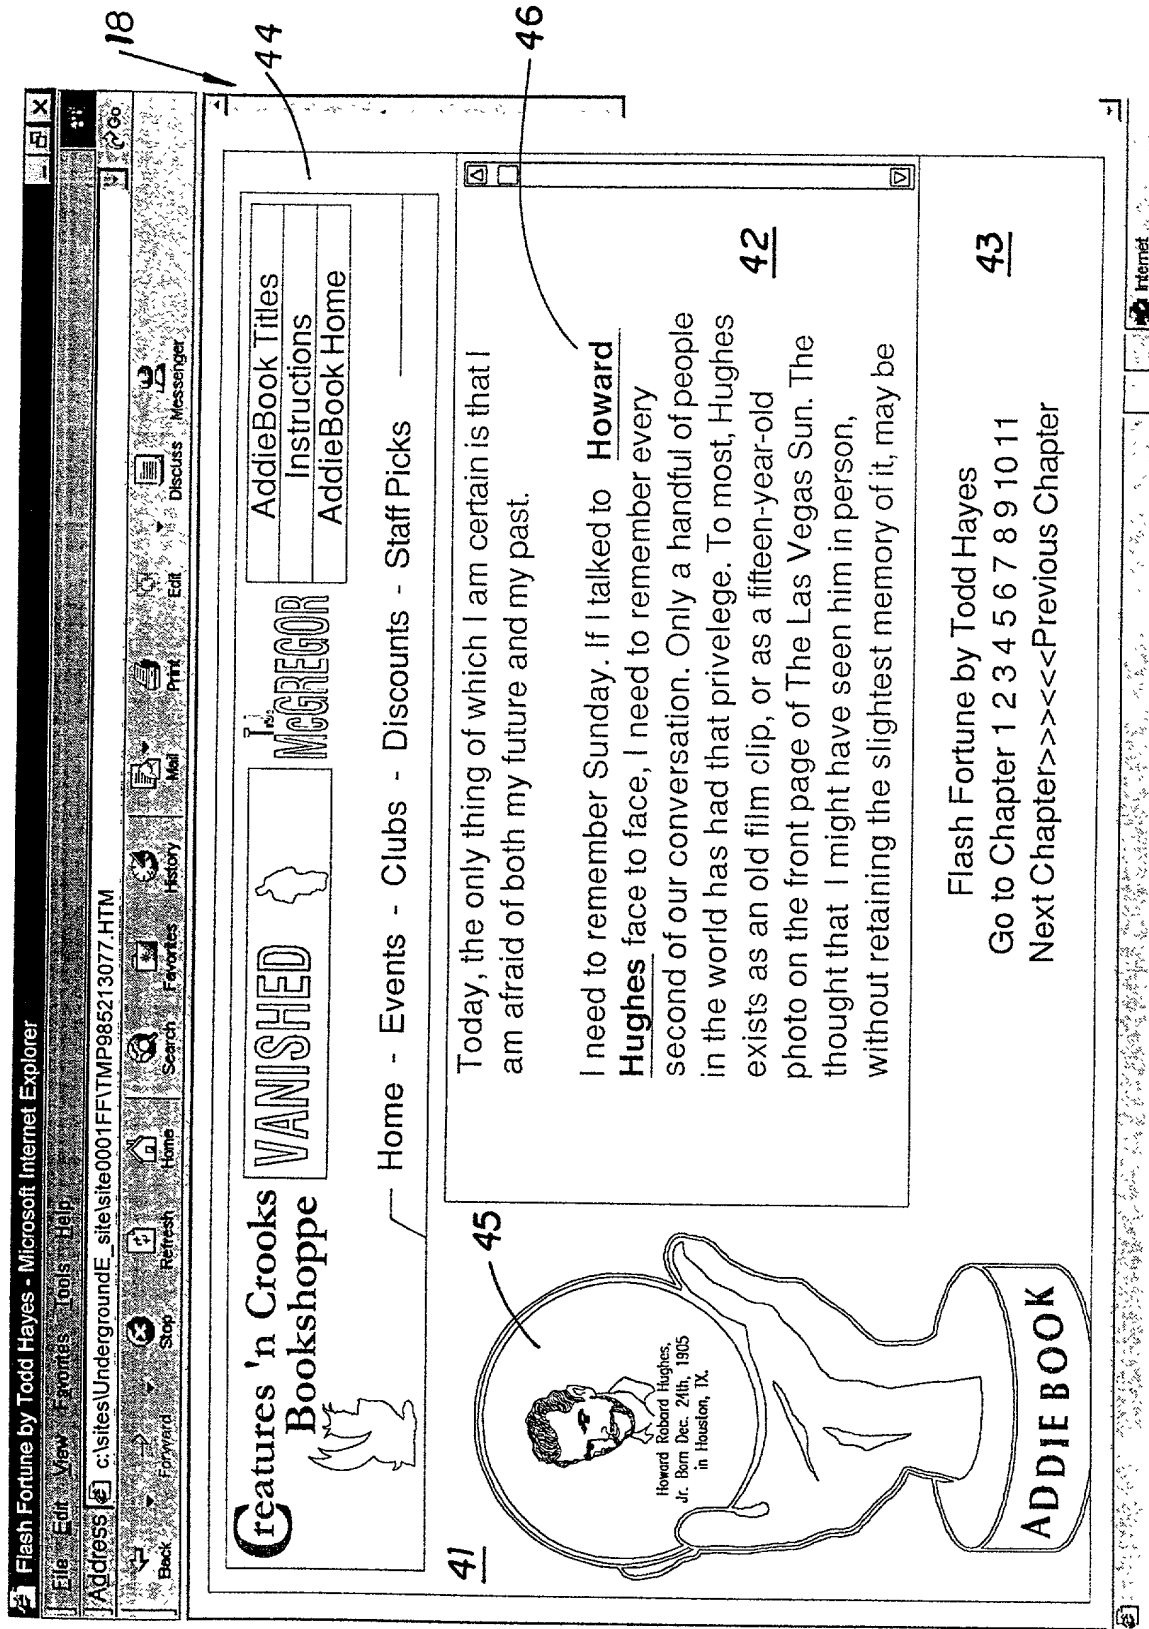 18
Flash Fortune by Todd Hayes - Microsoft Internet Explorer
File Edit View Favorites Tools Help
Address c:\sites\UndergroundE_site\site0001FF\TMP985213077.HTM Go
Back Forward Stop Refresh Home Search Favorites History Mail Print Edit Discuss Messenger
44
Creatures 'n Crooks
Bookshoppe
VANISHED
McGREGOR
AddieBook Titles
Instructions
AddieBook Home
Home - Events - Clubs - Discounts - Staff Picks
46
41
45
Howard Robard Hughes,
Jr. Born Dec. 24th, 1905
in Houston, TX.
ADDIE BOOK
Today, the only thing of which I am certain is that I
am afraid of both my future and my past.
I need to remember Sunday. If I talked to Howard
Hughes face to face, I need to remember every
second of our conversation. Only a handful of people
in the world has had that privelege. To most, Hughes
exists as an old film clip, or as a fifteen-year-old
photo on the front page of The Las Vegas Sun. The
thought that I might have seen him in person,
without retaining the slightest memory of it, may be
42
Flash Fortune by Todd Hayes
Go to Chapter 1 2 3 4 5 6 7 8 9 10 11
Next Chapter>>><<<Previous Chapter
43
Internet